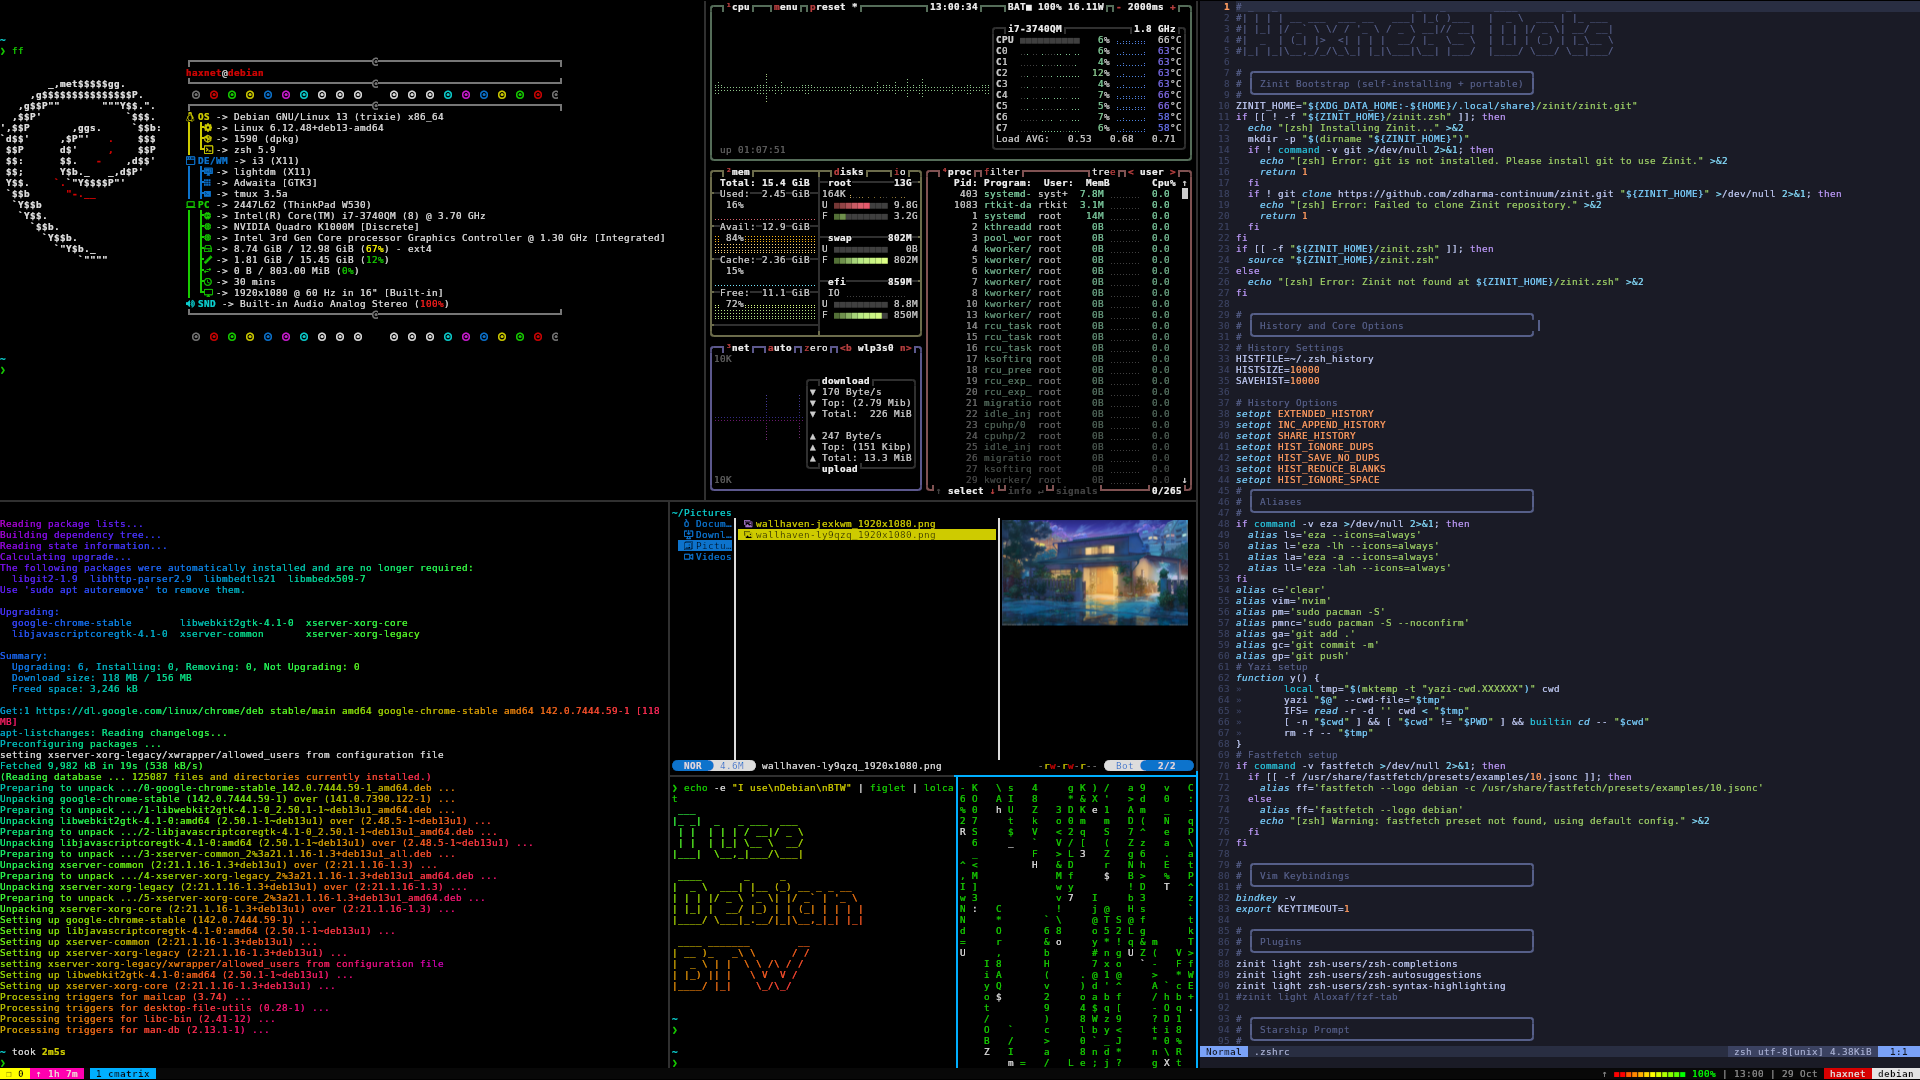 ~
❯ ff
haxnet@debian
OS -> Debian GNU/Linux 13 (trixie) x86_64
-> Linux 6.12.48+deb13-amd64
-> 1590 (dpkg)
-> zsh 5.9
DE/WM -> i3 (X11)
-> lightdm (X11)
-> Adwaita [GTK3]
-> tmux 3.5a
PC -> 2447L62 (ThinkPad W530)
-> Intel(R) Core(TM) i7-3740QM (8) @ 3.70 GHz
-> NVIDIA Quadro K1000M [Discrete]
-> Intel 3rd Gen Core processor Graphics Controller @ 1.30 GHz [Integrated]
-> 8.74 GiB / 12.98 GiB (67%) - ext4
-> 1.81 GiB / 15.45 GiB (12%)
-> 0 B / 803.00 MiB (0%)
-> 30 mins
-> 1920x1080 @ 60 Hz in 16" [Built-in]
SND -> Built-in Audio Analog Stereo (100%)
~
❯
¹cpu menu preset * 13:00:34 BAT■ 100% 16.11W - 2000ms +
i7-3740QM 1.8 GHz
CPU 6% 66°C
C0 6% 63°C
C1 4% 63°C
C2 12% 63°C
C3 4% 63°C
C4 7% 66°C
C5 5% 66°C
C6 7% 58°C
C7 6% 58°C
Load AVG: 0.53 0.68 0.71
up 01:07:51
²mem disks io
Total: 15.4 GiB
Used: 2.45 GiB
16%
Avail: 12.9 GiB
84%
Cache: 2.36 GiB
15%
Free: 11.1 GiB
72%
root 13G
164K
U 9.8G
F 3.2G
swap 802M
U 0B
F 802M
efi 859M
IO
U 8.8M
F 850M
³net auto zero <b wlp3s0 n>
10K
download
▼ 170 Byte/s
▼ Top: (2.79 Mib)
▼ Total: 226 MiB
▲ 247 Byte/s
▲ Top: (151 Kibp)
▲ Total: 13.3 MiB
upload
10K
⁴proc filter tree < user >
Pid: Program: User: MemB Cpu% ↑
403 systemd- syst+ 7.8M 0.0
1083 rtkit-da rtkit 3.1M 0.0
1 systemd root 14M 0.0
2 kthreadd root 0B 0.0
3 pool_wor root 0B 0.0
4 kworker/ root 0B 0.0
5 kworker/ root 0B 0.0
6 kworker/ root 0B 0.0
7 kworker/ root 0B 0.0
8 kworker/ root 0B 0.0
10 kworker/ root 0B 0.0
13 kworker/ root 0B 0.0
14 rcu_task root 0B 0.0
15 rcu_task root 0B 0.0
16 rcu_task root 0B 0.0
17 ksoftirq root 0B 0.0
18 rcu_pree root 0B 0.0
19 rcu_exp_ root 0B 0.0
20 rcu_exp_ root 0B 0.0
21 migratio root 0B 0.0
22 idle_inj root 0B 0.0
23 cpuhp/0 root 0B 0.0
24 cpuhp/2 root 0B 0.0
25 idle_inj root 0B 0.0
26 migratio root 0B 0.0
27 ksoftirq root 0B 0.0
29 kworker/ root 0B 0.0
↑ select ↓ info ↵ signals 0/265
Reading package lists...
Building dependency tree...
Reading state information...
Calculating upgrade...
The following packages were automatically installed and are no longer required:
libgit2-1.9 libhttp-parser2.9 libmbedtls21 libmbedx509-7
Use 'sudo apt autoremove' to remove them.
Upgrading:
google-chrome-stable libwebkit2gtk-4.1-0 xserver-xorg-core
libjavascriptcoregtk-4.1-0 xserver-common xserver-xorg-legacy
Summary:
Upgrading: 6, Installing: 0, Removing: 0, Not Upgrading: 0
Download size: 118 MB / 156 MB
Freed space: 3,246 kB
Get:1 https://dl.google.com/linux/chrome/deb stable/main amd64 google-chrome-stable amd64 142.0.7444.59-1 [118
MB]
apt-listchanges: Reading changelogs...
Preconfiguring packages ...
setting xserver-xorg-legacy/xwrapper/allowed_users from configuration file
Fetched 9,982 kB in 19s (538 kB/s)
(Reading database ... 125087 files and directories currently installed.)
Preparing to unpack .../0-google-chrome-stable_142.0.7444.59-1_amd64.deb ...
Unpacking google-chrome-stable (142.0.7444.59-1) over (141.0.7390.122-1) ...
Preparing to unpack .../1-libwebkit2gtk-4.1-0_2.50.1-1~deb13u1_amd64.deb ...
Unpacking libwebkit2gtk-4.1-0:amd64 (2.50.1-1~deb13u1) over (2.48.5-1~deb13u1) ...
Preparing to unpack .../2-libjavascriptcoregtk-4.1-0_2.50.1-1~deb13u1_amd64.deb ...
Unpacking libjavascriptcoregtk-4.1-0:amd64 (2.50.1-1~deb13u1) over (2.48.5-1~deb13u1) ...
Preparing to unpack .../3-xserver-common_2%3a21.1.16-1.3+deb13u1_all.deb ...
Unpacking xserver-common (2:21.1.16-1.3+deb13u1) over (2:21.1.16-1.3) ...
Preparing to unpack .../4-xserver-xorg-legacy_2%3a21.1.16-1.3+deb13u1_amd64.deb ...
Unpacking xserver-xorg-legacy (2:21.1.16-1.3+deb13u1) over (2:21.1.16-1.3) ...
Preparing to unpack .../5-xserver-xorg-core_2%3a21.1.16-1.3+deb13u1_amd64.deb ...
Unpacking xserver-xorg-core (2:21.1.16-1.3+deb13u1) over (2:21.1.16-1.3) ...
Setting up google-chrome-stable (142.0.7444.59-1) ...
Setting up libjavascriptcoregtk-4.1-0:amd64 (2.50.1-1~deb13u1) ...
Setting up xserver-common (2:21.1.16-1.3+deb13u1) ...
Setting up xserver-xorg-legacy (2:21.1.16-1.3+deb13u1) ...
setting xserver-xorg-legacy/xwrapper/allowed_users from configuration file
Setting up libwebkit2gtk-4.1-0:amd64 (2.50.1-1~deb13u1) ...
Setting up xserver-xorg-core (2:21.1.16-1.3+deb13u1) ...
Processing triggers for mailcap (3.74) ...
Processing triggers for desktop-file-utils (0.28-1) ...
Processing triggers for libc-bin (2.41-12) ...
Processing triggers for man-db (2.13.1-1) ...
~ took 2m5s
❯
~/Pictures
Docum…
Downl…
Pictu…
Videos
wallhaven-jexkwm_1920x1080.png
wallhaven-ly9qzq_1920x1080.png
NOR 4.6M wallhaven-ly9qzq_1920x1080.png -rw-rw-r-- Bot 2/2
❯ echo -e "I use\nDebian\nBTW" | figlet | lolca
t
I use
Debian
BTW
~
❯
~
❯
1 #
2 #
3 #
4 #
5 #
6
7 #
8 # Zinit Bootstrap (self-installing + portable)
9 #
10 ZINIT_HOME="${XDG_DATA_HOME:-${HOME}/.local/share}/zinit/zinit.git"
11 if [[ ! -f "${ZINIT_HOME}/zinit.zsh" ]]; then
12 echo "[zsh] Installing Zinit..." >&2
13 mkdir -p "$(dirname "${ZINIT_HOME}")"
14 if ! command -v git >/dev/null 2>&1; then
15 echo "[zsh] Error: git is not installed. Please install git to use Zinit." >&2
16 return 1
17 fi
18 if ! git clone https://github.com/zdharma-continuum/zinit.git "${ZINIT_HOME}" >/dev/null 2>&1; then
19 echo "[zsh] Error: Failed to clone Zinit repository." >&2
20 return 1
21 fi
22 fi
23 if [[ -f "${ZINIT_HOME}/zinit.zsh" ]]; then
24 source "${ZINIT_HOME}/zinit.zsh"
25 else
26 echo "[zsh] Error: Zinit not found at ${ZINIT_HOME}/zinit.zsh" >&2
27 fi
28
29 #
30 # History and Core Options
31 #
32 # History Settings
33 HISTFILE=~/.zsh_history
34 HISTSIZE=10000
35 SAVEHIST=10000
36
37 # History Options
38 setopt EXTENDED_HISTORY
39 setopt INC_APPEND_HISTORY
40 setopt SHARE_HISTORY
41 setopt HIST_IGNORE_DUPS
42 setopt HIST_SAVE_NO_DUPS
43 setopt HIST_REDUCE_BLANKS
44 setopt HIST_IGNORE_SPACE
45 #
46 # Aliases
47 #
48 if command -v eza >/dev/null 2>&1; then
49 alias ls='eza --icons=always'
50 alias l='eza -lh --icons=always'
51 alias la='eza -a --icons=always'
52 alias ll='eza -lah --icons=always'
53 fi
54 alias c='clear'
55 alias vim='nvim'
56 alias pm='sudo pacman -S'
57 alias pmnc='sudo pacman -S --noconfirm'
58 alias ga='git add .'
59 alias gc='git commit -m'
60 alias gp='git push'
61 # Yazi setup
62 function y() {
63 » local tmp="$(mktemp -t "yazi-cwd.XXXXXX")" cwd
64 » yazi "$@" --cwd-file="$tmp"
65 » IFS= read -r -d '' cwd < "$tmp"
66 » [ -n "$cwd" ] && [ "$cwd" != "$PWD" ] && builtin cd -- "$cwd"
67 » rm -f -- "$tmp"
68 }
69 # Fastfetch setup
70 if command -v fastfetch >/dev/null 2>&1; then
71 if [[ -f /usr/share/fastfetch/presets/examples/10.jsonc ]]; then
72 alias ff='fastfetch --logo debian -c /usr/share/fastfetch/presets/examples/10.jsonc'
73 else
74 alias ff='fastfetch --logo debian'
75 echo "[zsh] Warning: fastfetch preset not found, using default config." >&2
76 fi
77 fi
78
79 #
80 # Vim Keybindings
81 #
82 bindkey -v
83 export KEYTIMEOUT=1
84
85 #
86 # Plugins
87 #
88 zinit light zsh-users/zsh-completions
89 zinit light zsh-users/zsh-autosuggestions
90 zinit light zsh-users/zsh-syntax-highlighting
91 #zinit light Aloxaf/fzf-tab
92
93 #
94 # Starship Prompt
95 #
Normal .zshrc zsh utf-8[unix] 4.38KiB 1:1
0 ↑ 1h 7m 1 cmatrix ↑ 100% | 13:00 | 29 Oct haxnet debian